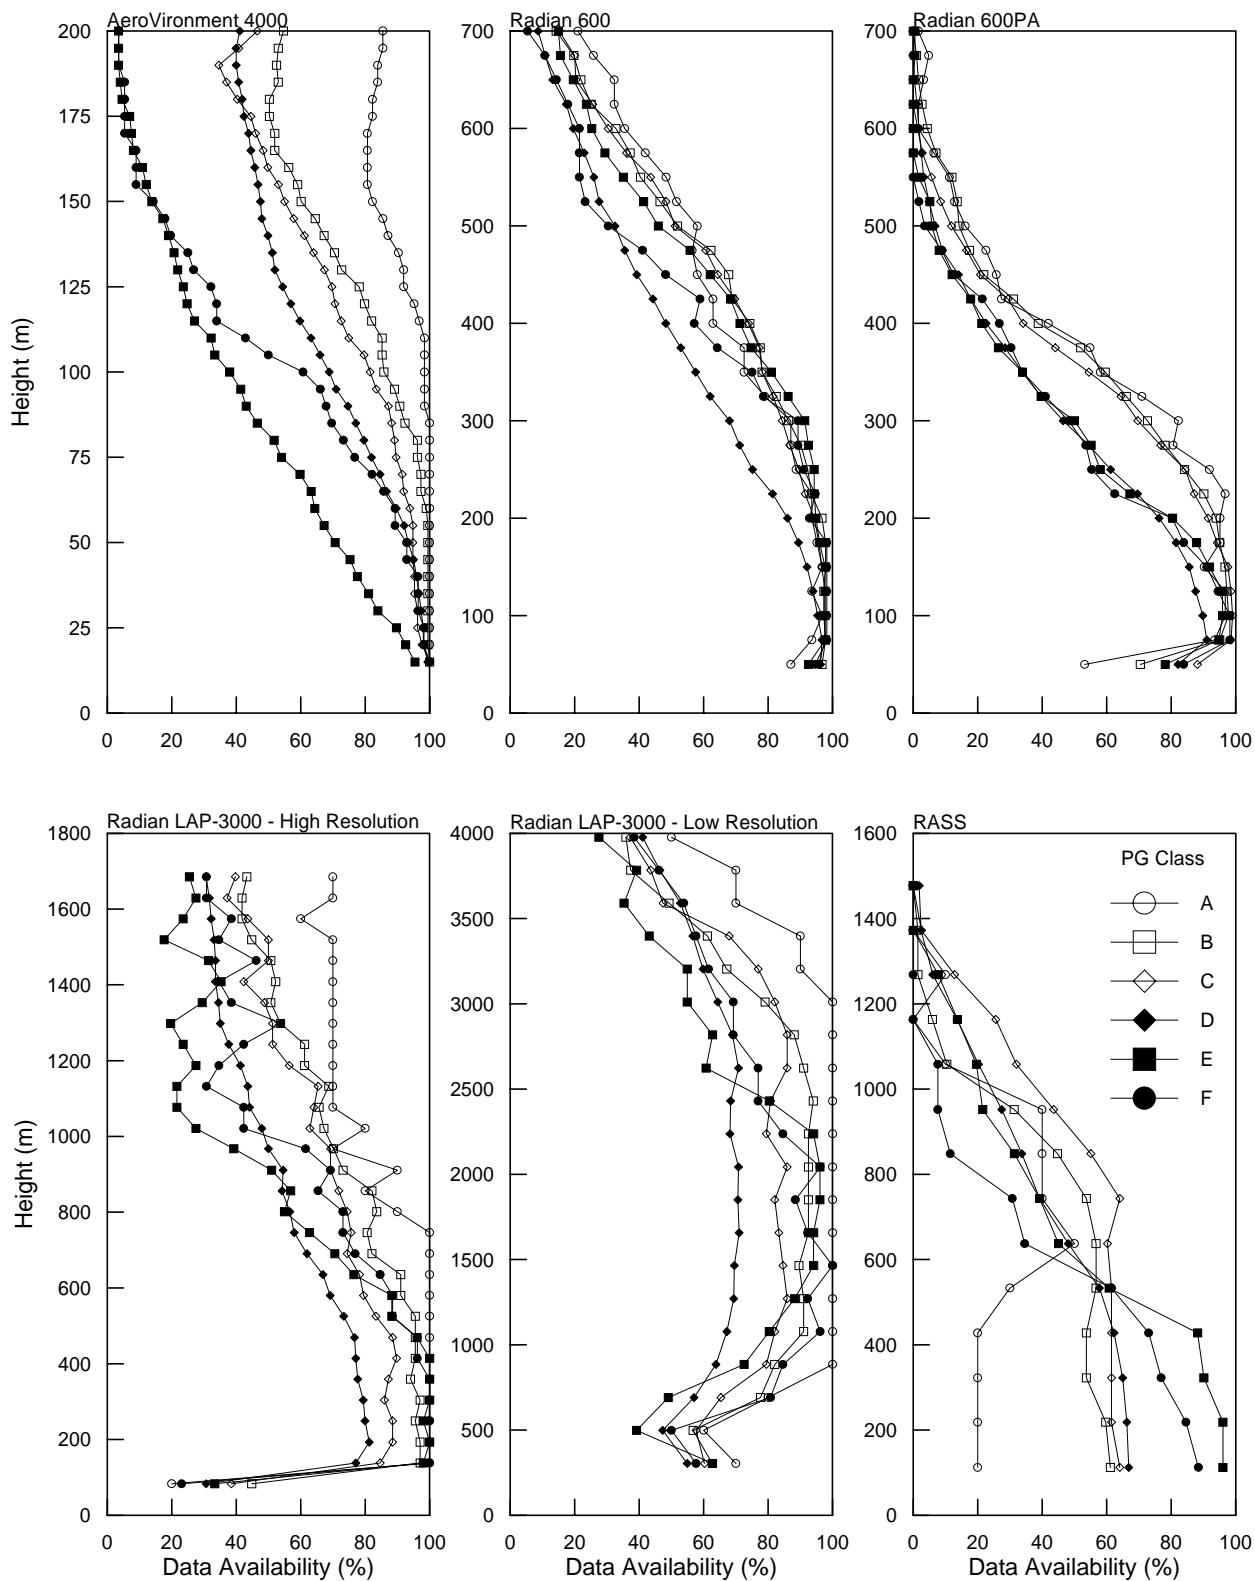 AeroVironment 4000
Radian 600
Radian 600PA
200
175
150
125
100
75
50
25
0
Height (m)
0 20 40 60 80 100
700
600
500
400
300
200
100
0
0 20 40 60 80 100
700
600
500
400
300
200
100
0
0 20 40 60 80 100
Radian LAP-3000 - High Resolution
Radian LAP-3000 - Low Resolution
RASS
1800
1600
1400
1200
1000
800
600
400
200
0
Height (m)
0 20 40 60 80 100
Data Availability (%)
4000
3500
3000
2500
2000
1500
1000
500
0
0 20 40 60 80 100
Data Availability (%)
1600
1400
1200
1000
800
600
400
200
0
0 20 40 60 80 100
Data Availability (%)
PG Class
A
B
C
D
E
F